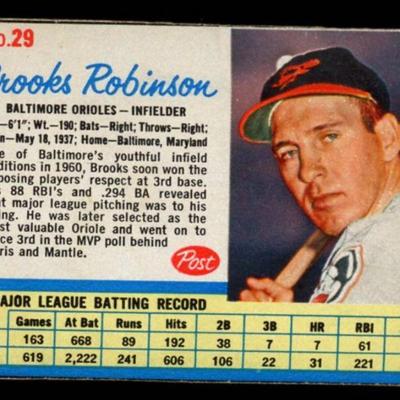 o.29
rooks Robinson
BALTIMORE ORIOLES—INFIELDER
–6'1"; Wt.–190; Bats–Right; Throws–Right;
n–May 18, 1937; Home–Baltimore, Maryland
e of Baltimore's youthful infield
ditions in 1960, Brooks soon won the
posing players' respect at 3rd base.
s 88 RBI's and .294 BA revealed
t major league pitching was to his
ing. He was later selected as the
st valuable Oriole and went on to
ce 3rd in the MVP poll behind
ris and Mantle.
Post
AJOR LEAGUE BATTING RECORD
Games At Bat Runs Hits 2B 3B HR RBI
163 668 89 192 38 7 7 61
619 2,222 241 606 106 22 31 221